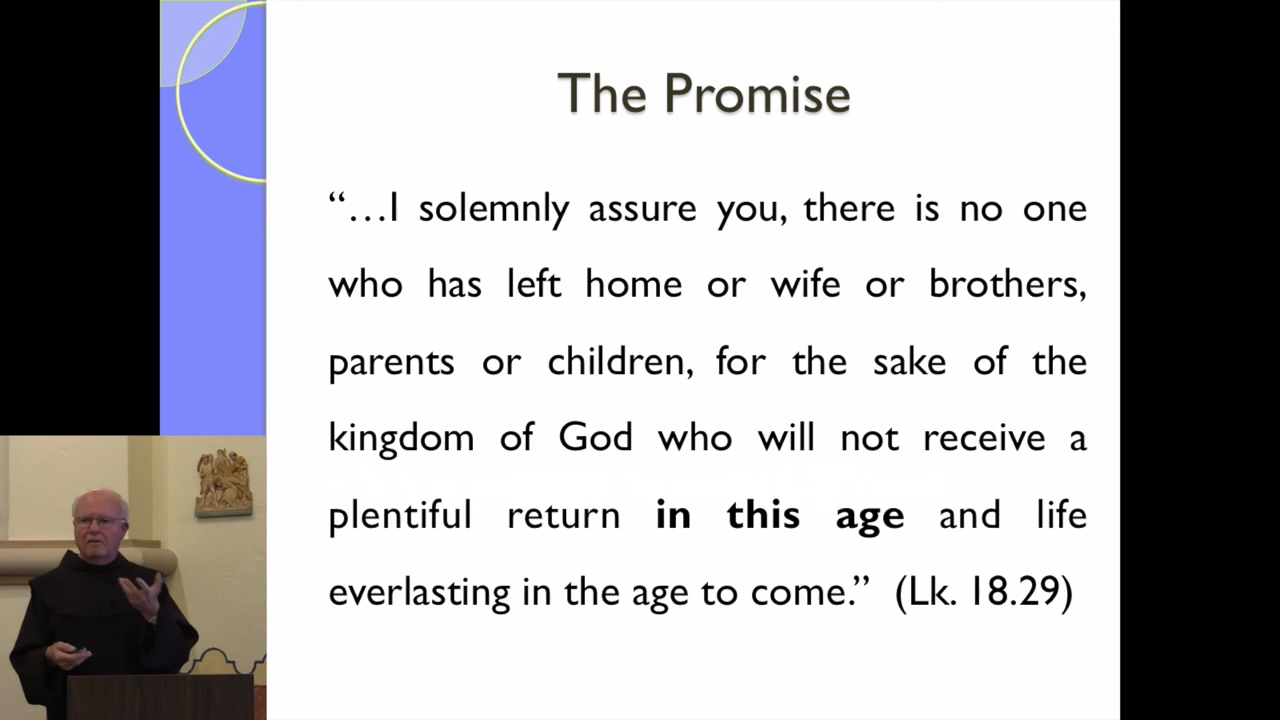 The Promise
“…I solemnly assure you, there is no one
who has left home or wife or brothers,
parents or children, for the sake of the
kingdom of God who will not receive a
plentiful return in this age and life
everlasting in the age to come.” (Lk. 18.29)